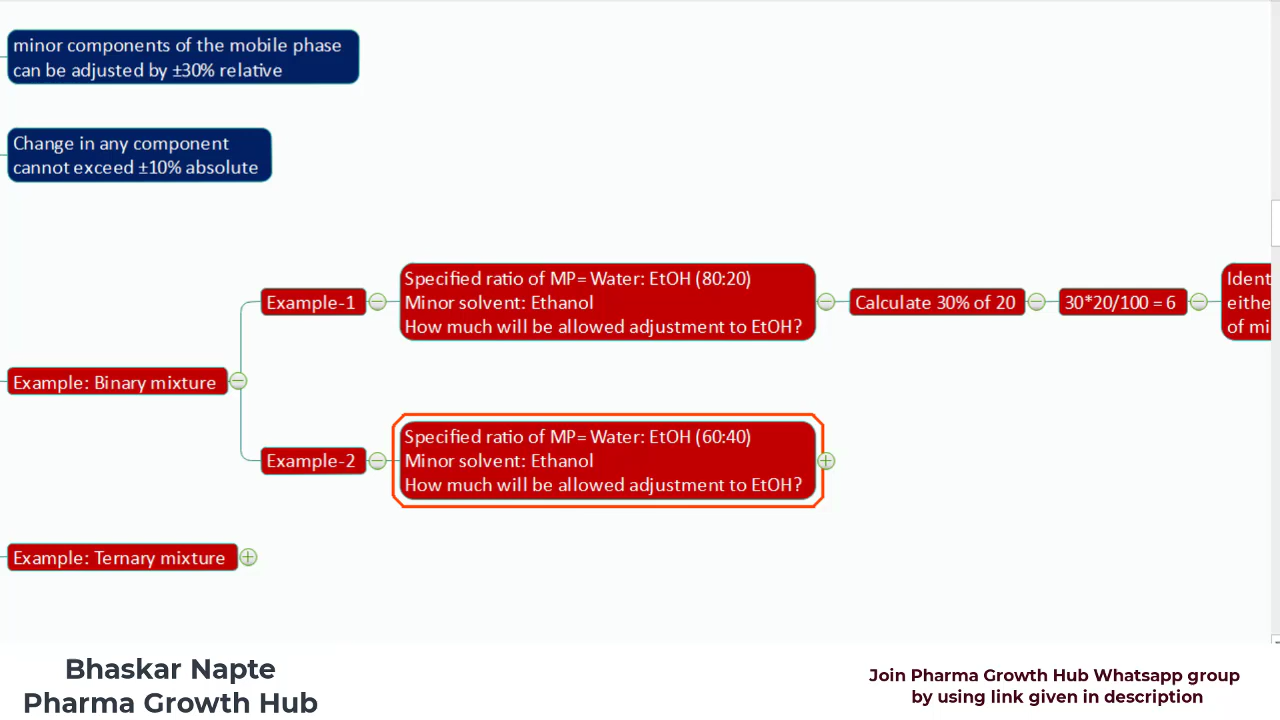 minor components of the mobile phase
can be adjusted by ±30% relative
Change in any component
cannot exceed ±10% absolute
Example: Binary mixture
Example-1
Specified ratio of MP= Water: EtOH (80:20)
Minor solvent: Ethanol
How much will be allowed adjustment to EtOH?
Calculate 30% of 20
30*20/100 = 6
Ident
eithe
of mi
Example-2
Specified ratio of MP= Water: EtOH (60:40)
Minor solvent: Ethanol
How much will be allowed adjustment to EtOH?
Example: Ternary mixture
Bhaskar Napte
Pharma Growth Hub
Join Pharma Growth Hub Whatsapp group
by using link given in description